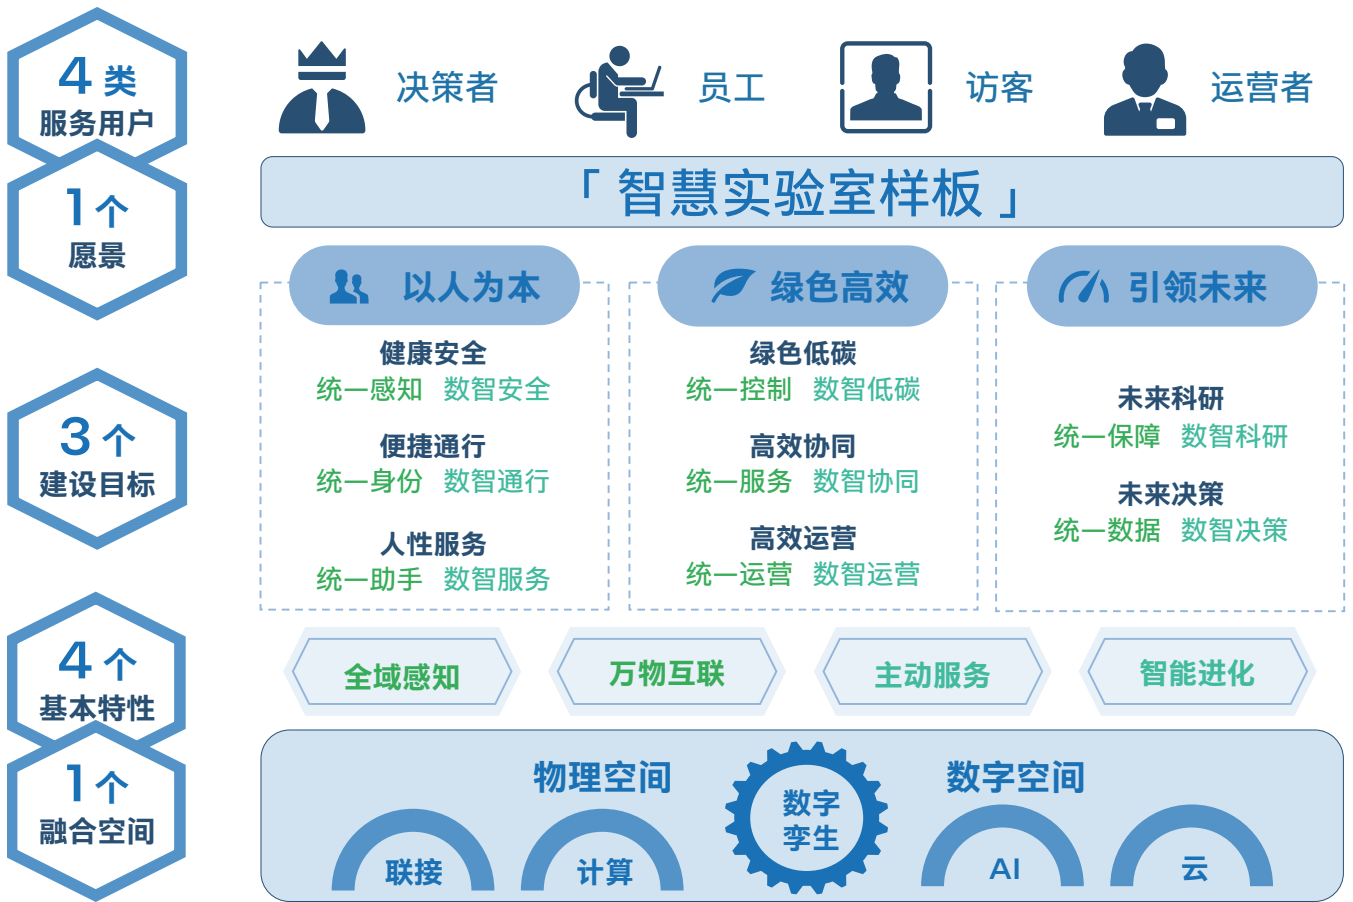 4 类
服务用户
决策者
员工
访客
运营者
1 个
愿景
「 智慧实验室样板 」
3 个
建设目标
以人为本
健康安全
统一感知 数智安全
便捷通行
统一身份 数智通行
人性服务
统一助手 数智服务
绿色高效
绿色低碳
统一控制 数智低碳
高效协同
统一服务 数智协同
高效运营
统一运营 数智运营
引领未来
未来科研
统一保障 数智科研
未来决策
统一数据 数智决策
4 个
基本特性
全域感知
万物互联
主动服务
智能进化
1 个
融合空间
物理空间
联接
计算
数字
孪生
数字空间
AI
云